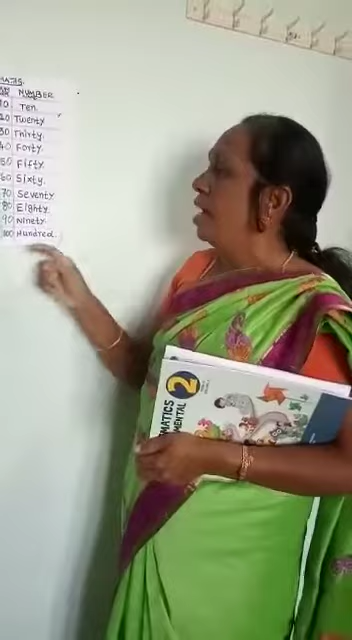 MATHS
NUMBER
10 Ten
20 Twenty
30 Thirty
40 Forty
50 Fifty
60 Sixty
70 Seventy
80 Eighty
90 Ninety
100 Hundred
2
MATICS
MENTAL